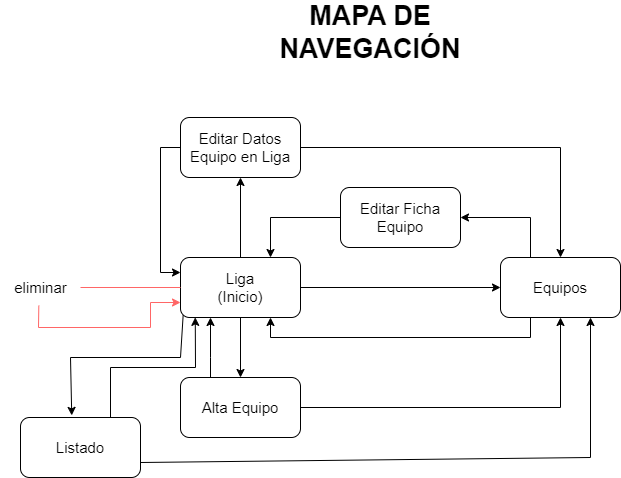 MAPA DE
NAVEGACIÓN
Editar Datos
Equipo en Liga
Editar Ficha
Equipo
eliminar
Liga
(Inicio)
Equipos
Alta Equipo
Listado